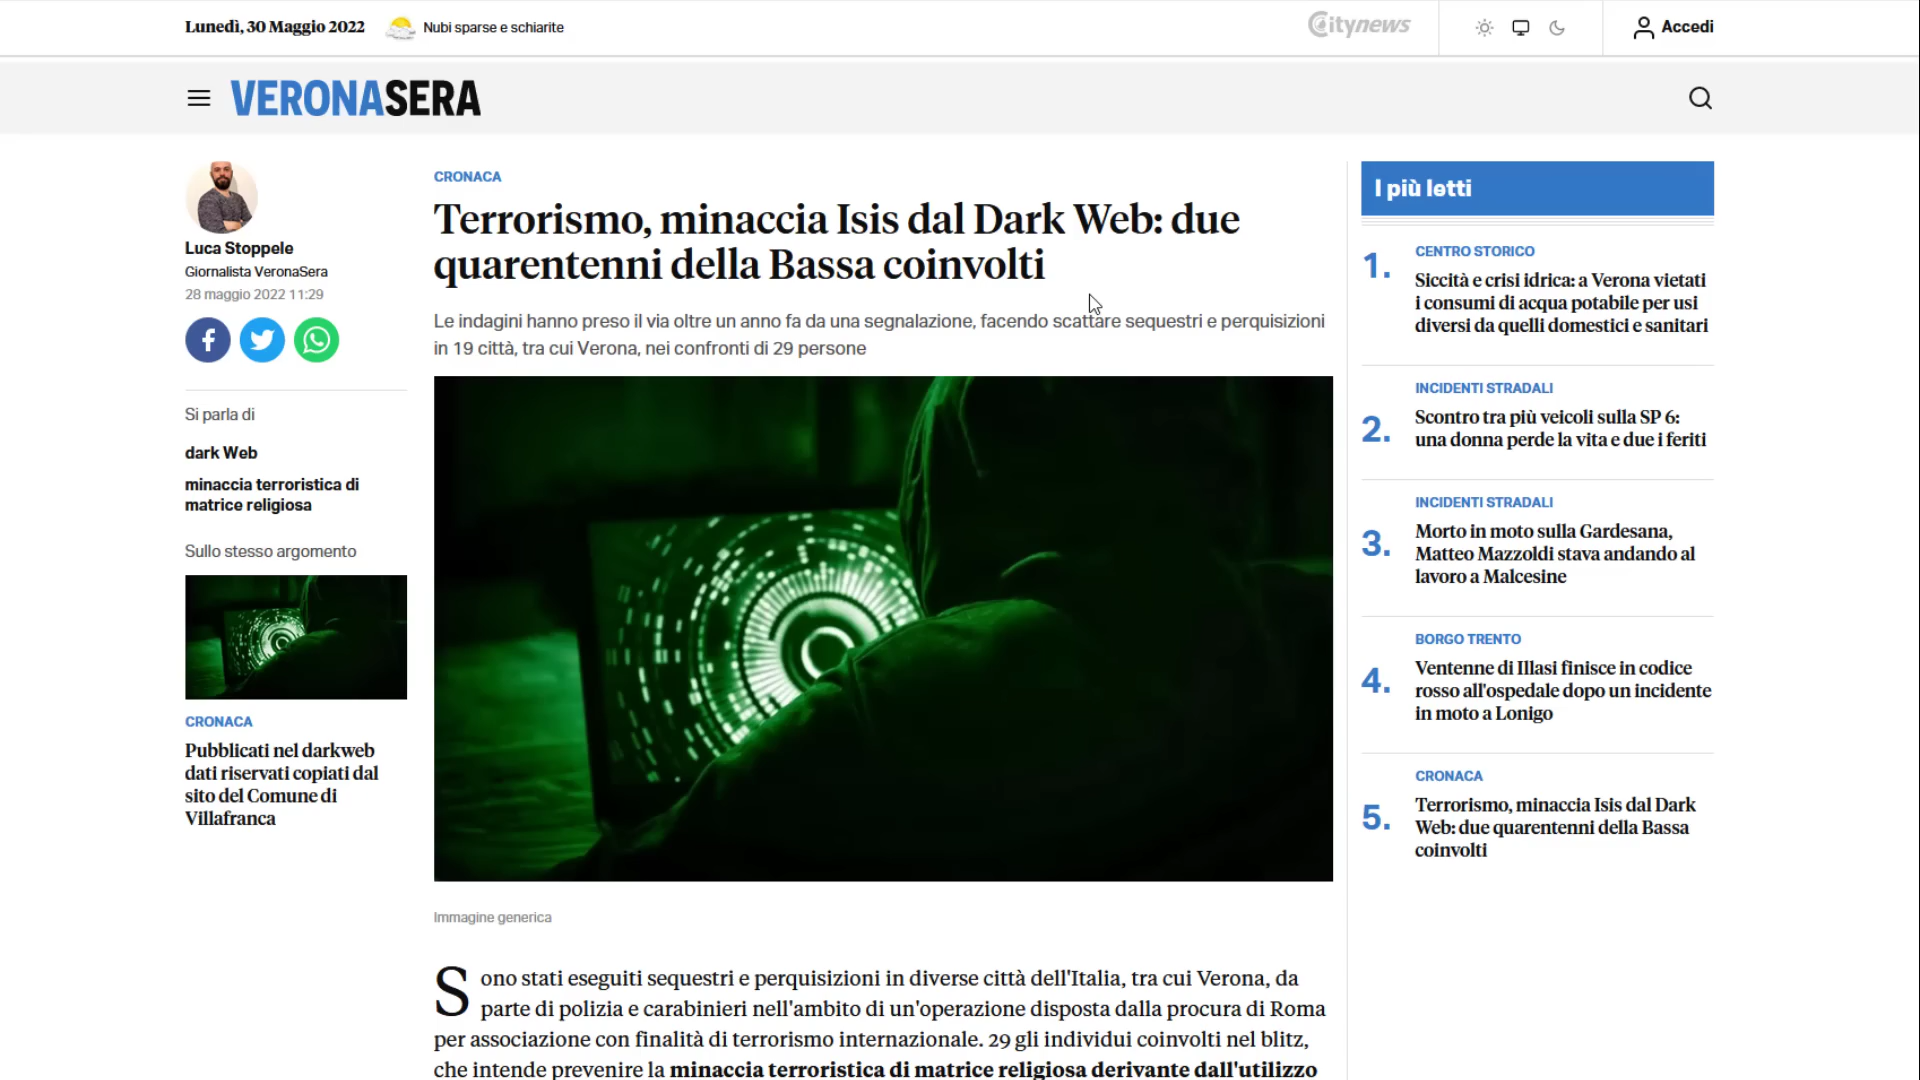 Lunedì, 30 Maggio 2022
Nubi sparse e schiarite
Citynews
Accedi
VERONASERA
Luca Stoppele
Giornalista VeronaSera
28 maggio 2022 11:29
Si parla di
dark Web
minaccia terroristica di
matrice religiosa
Sullo stesso argomento
CRONACA
Pubblicati nel darkweb
dati riservati copiati dal
sito del Comune di
Villafranca
CRONACA
Terrorismo, minaccia Isis dal Dark Web: due
quarentenni della Bassa coinvolti
Le indagini hanno preso il via oltre un anno fa da una segnalazione, facendo scattare sequestri e perquisizioni
in 19 città, tra cui Verona, nei confronti di 29 persone
Immagine generica
Sono stati eseguiti sequestri e perquisizioni in diverse città dell'Italia, tra cui Verona, da
parte di polizia e carabinieri nell'ambito di un'operazione disposta dalla procura di Roma
per associazione con finalità di terrorismo internazionale. 29 gli individui coinvolti nel blitz,
che intende prevenire la minaccia terroristica di matrice religiosa derivante dall'utilizzo
I più letti
1.
CENTRO STORICO
Siccità e crisi idrica: a Verona vietati
i consumi di acqua potabile per usi
diversi da quelli domestici e sanitari
2.
INCIDENTI STRADALI
Scontro tra più veicoli sulla SP 6:
una donna perde la vita e due i feriti
3.
INCIDENTI STRADALI
Morto in moto sulla Gardesana,
Matteo Mazzoldi stava andando al
lavoro a Malcesine
4.
BORGO TRENTO
Ventenne di Illasi finisce in codice
rosso all'ospedale dopo un incidente
in moto a Lonigo
5.
CRONACA
Terrorismo, minaccia Isis dal Dark
Web: due quarentenni della Bassa
coinvolti